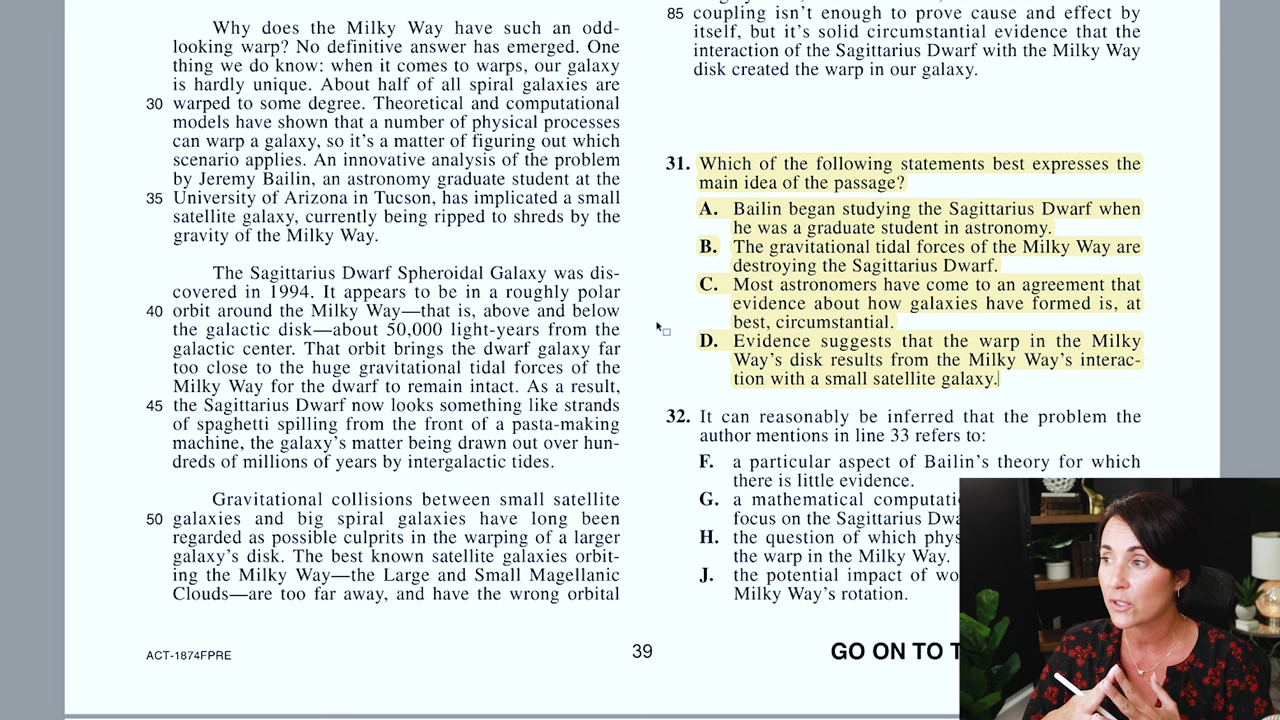 Why does the Milky Way have such an odd-
looking warp? No definitive answer has emerged. One
thing we do know: when it comes to warps, our galaxy
is hardly unique. About half of all spiral galaxies are
30 warped to some degree. Theoretical and computational
models have shown that a number of physical processes
can warp a galaxy, so it's a matter of figuring out which
scenario applies. An innovative analysis of the problem
by Jeremy Bailin, an astronomy graduate student at the
35 University of Arizona in Tucson, has implicated a small
satellite galaxy, currently being ripped to shreds by the
gravity of the Milky Way.
The Sagittarius Dwarf Spheroidal Galaxy was dis-
covered in 1994. It appears to be in a roughly polar
40 orbit around the Milky Way—that is, above and below
the galactic disk—about 50,000 light-years from the
galactic center. That orbit brings the dwarf galaxy far
too close to the huge gravitational tidal forces of the
Milky Way for the dwarf to remain intact. As a result,
45 the Sagittarius Dwarf now looks something like strands
of spaghetti spilling from the front of a pasta-making
machine, the galaxy's matter being drawn out over hun-
dreds of millions of years by intergalactic tides.
Gravitational collisions between small satellite
50 galaxies and big spiral galaxies have long been
regarded as possible culprits in the warping of a larger
galaxy's disk. The best known satellite galaxies orbit-
ing the Milky Way—the Large and Small Magellanic
Clouds—are too far away, and have the wrong orbital
85 coupling isn't enough to prove cause and effect by
itself, but it's solid circumstantial evidence that the
interaction of the Sagittarius Dwarf with the Milky Way
disk created the warp in our galaxy.
31. Which of the following statements best expresses the
main idea of the passage?
A. Bailin began studying the Sagittarius Dwarf when
he was a graduate student in astronomy.
B. The gravitational tidal forces of the Milky Way are
destroying the Sagittarius Dwarf.
C. Most astronomers have come to an agreement that
evidence about how galaxies have formed is, at
best, circumstantial.
D. Evidence suggests that the warp in the Milky
Way's disk results from the Milky Way's interac-
tion with a small satellite galaxy.
32. It can reasonably be inferred that the problem the
author mentions in line 33 refers to:
F. a particular aspect of Bailin's theory for which
there is little evidence.
G. a mathematical
focus on the Sagittarius
H. the question of which
the warp in the Milky Way.
J. the potential impact of
Milky Way's rotation.
ACT-1874FPRE
39
GO ON TO